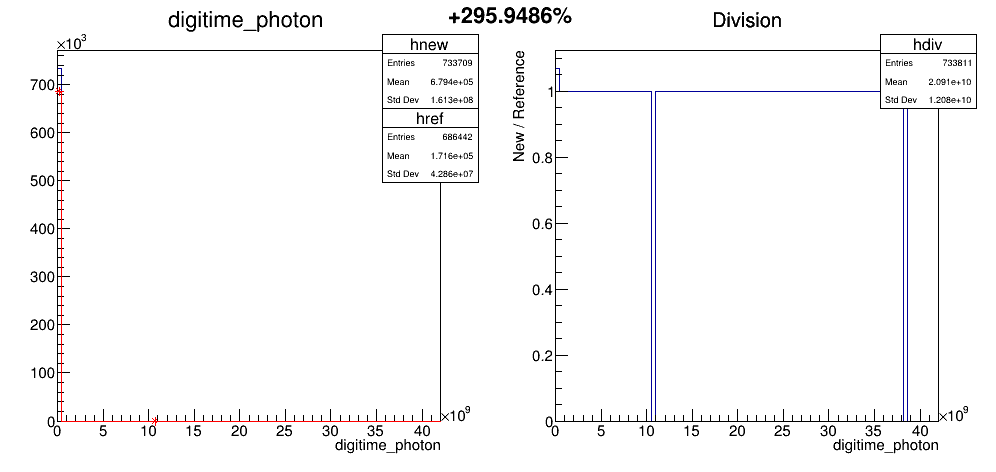 +295.9486%
digitime_photon
×10³
hnew
Entries 733709
Mean 6.794e+05
Std Dev 1.613e+08
href
Entries 686442
Mean 1.716e+05
Std Dev 4.286e+07
700
600
500
400
300
200
100
0
0 5 10 15 20 25 30 35 40
×10⁹
digitime_photon
Division
New / Reference
hdiv
Entries 733811
Mean 2.091e+10
Std Dev 1.208e+10
1
0.8
0.6
0.4
0.2
0
0 5 10 15 20 25 30 35 40
×10⁹
digitime_photon